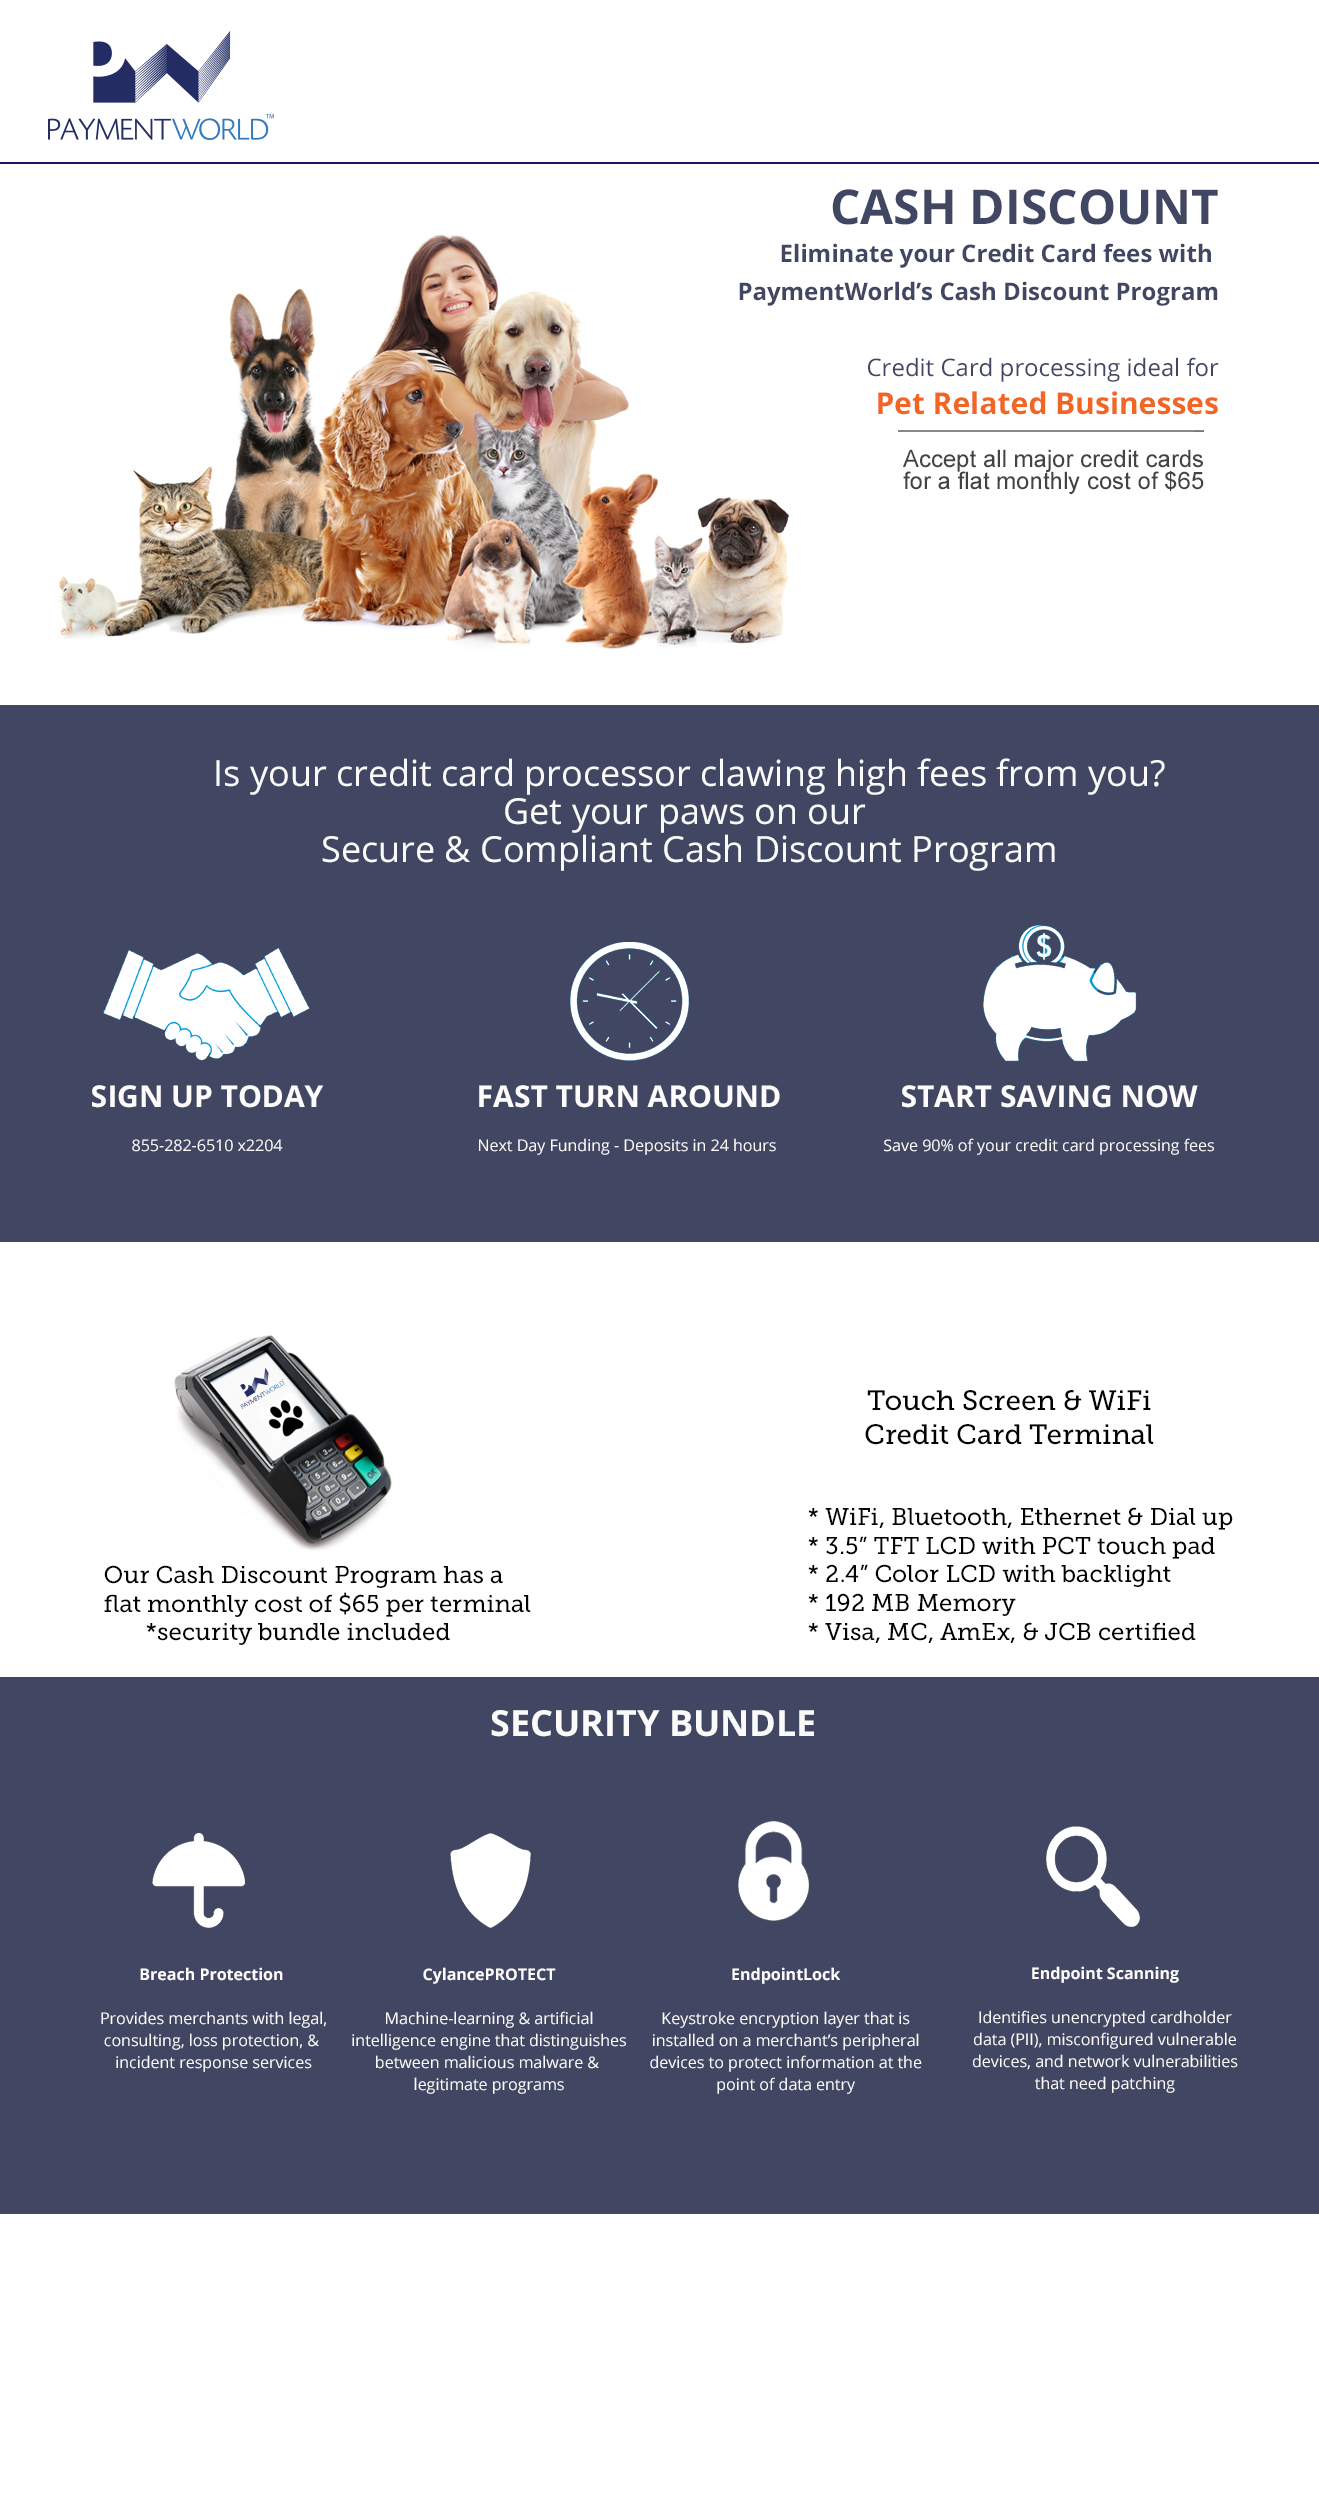 PAYMENTWORLD™
CASH DISCOUNT
Eliminate your Credit Card fees with
PaymentWorld’s Cash Discount Program
Credit Card processing ideal for
Pet Related Businesses
Accept all major credit cards
for a flat monthly cost of $65
Is your credit card processor clawing high fees from you?
Get your paws on our
Secure & Compliant Cash Discount Program
$
SIGN UP TODAY
855-282-6510 x2204
FAST TURN AROUND
Next Day Funding - Deposits in 24 hours
START SAVING NOW
Save 90% of your credit card processing fees
PAYMENTWORLD
OK
Our Cash Discount Program has a
flat monthly cost of $65 per terminal
*security bundle included
Touch Screen & WiFi
Credit Card Terminal
* WiFi, Bluetooth, Ethernet & Dial up
* 3.5” TFT LCD with PCT touch pad
* 2.4” Color LCD with backlight
* 192 MB Memory
* Visa, MC, AmEx, & JCB certified
SECURITY BUNDLE
Breach Protection
Provides merchants with legal,
consulting, loss protection, &
incident response services
CylancePROTECT
Machine-learning & artificial
intelligence engine that distinguishes
between malicious malware &
legitimate programs
EndpointLock
Keystroke encryption layer that is
installed on a merchant’s peripheral
devices to protect information at the
point of data entry
Endpoint Scanning
Identifies unencrypted cardholder
data (PII), misconfigured vulnerable
devices, and network vulnerabilities
that need patching